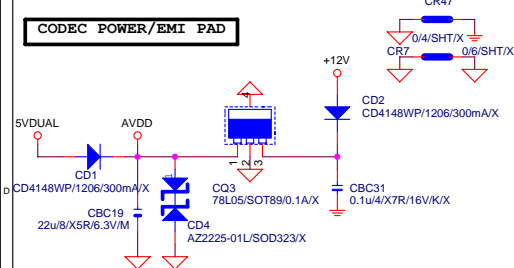 CR47
CODEC POWER/EMI PAD
0/4/SHT/X
CR7
0/6/SHT/X
+12V
4
CD2
CD4148WP/1206/300mA/X
5VDUAL
AVDD
1
2
3
CD1
CD4148WP/1206/300mA/X
D
CQ3
78L05/SOT89/0.1A/X
CBC31
0.1u/4/X7R/16V/K/X
CBC19
22u/8/X5R/6.3V/M
CD4
AZ2225-01L/SOD323/X